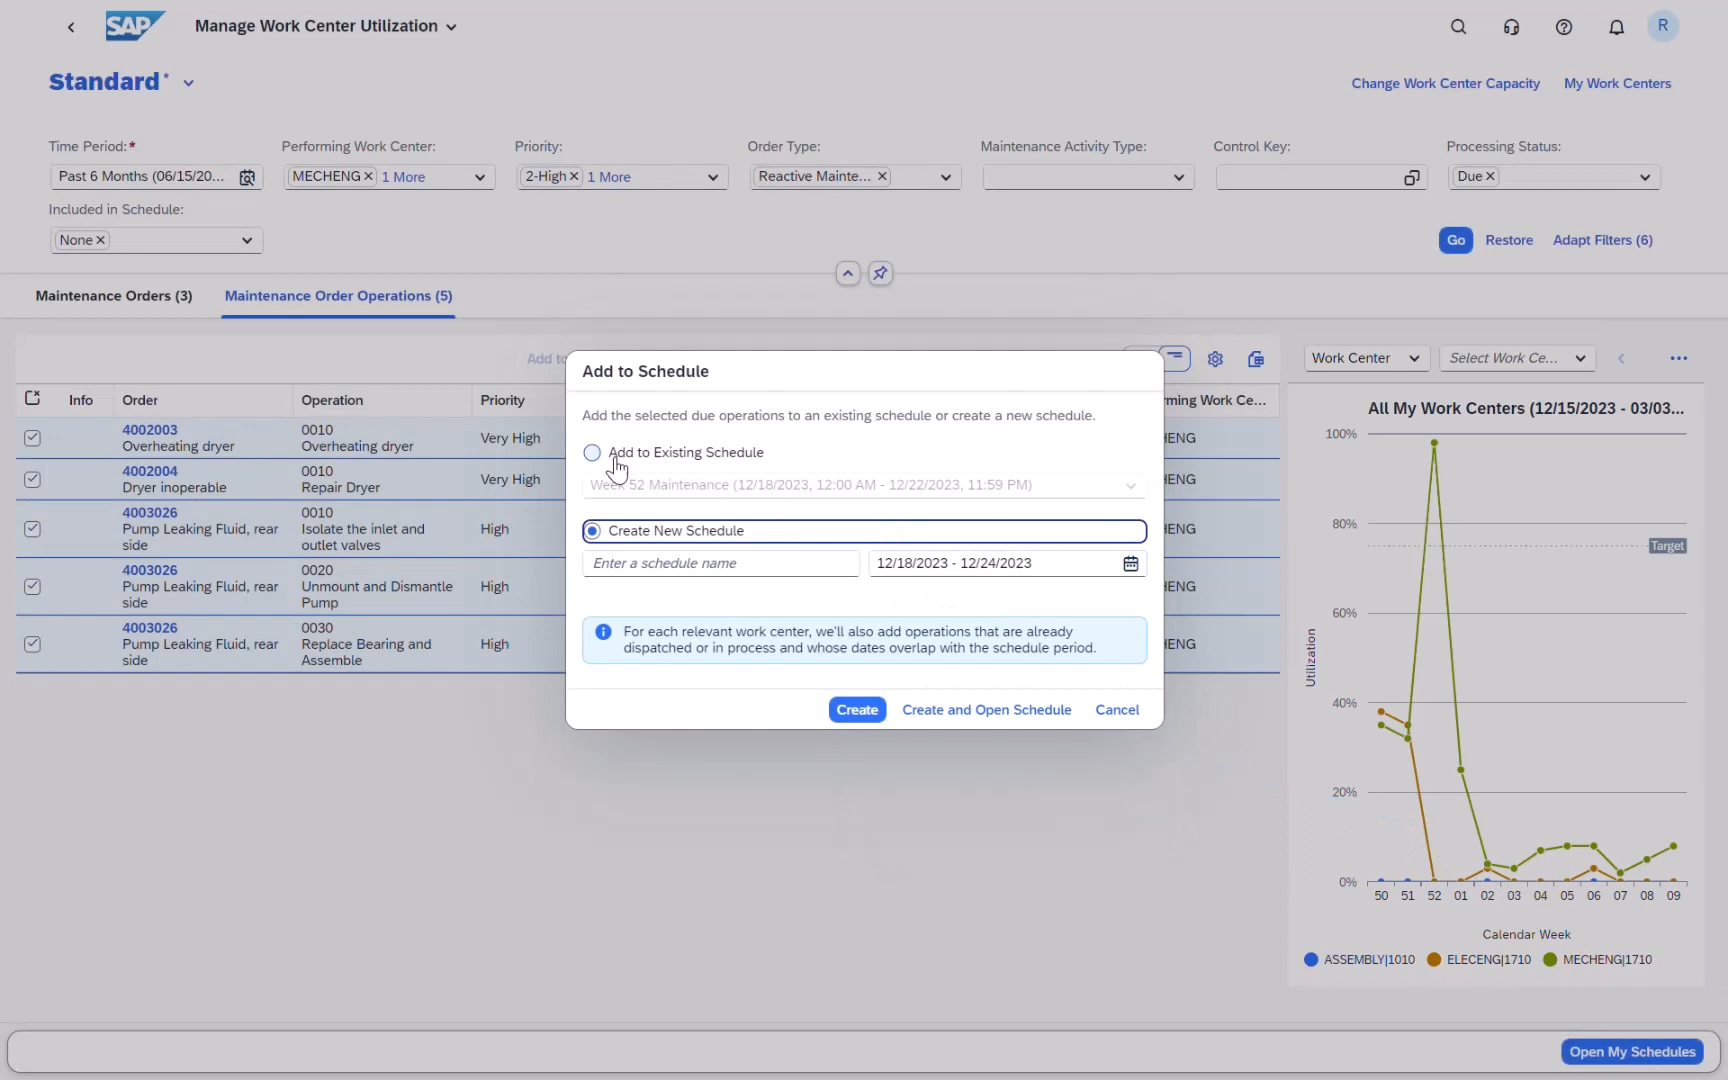 SAP Manage Work Center Utilization
R
Standard *
Change Work Center Capacity My Work Centers
Time Period:* Performing Work Center: Priority: Order Type: Maintenance Activity Type: Control Key: Processing Status:
Past 6 Months (06/15/20... MECHENG 1 More 2-High 1 More Reactive Mainte... Due
Included in Schedule:
None
Go Restore Adapt Filters (6)
Maintenance Orders (3) Maintenance Order Operations (5)
Add to
Work Center Select Work Ce...
Info Order Operation Priority rming Work Ce...
4002003 0010
Overheating dryer Overheating dryer Very High HENG
4002004 0010
Dryer inoperable Repair Dryer Very High HENG
4003026 0010
Pump Leaking Fluid, rear Isolate the inlet and High HENG
side outlet valves
4003026 0020
Pump Leaking Fluid, rear Unmount and Dismantle High HENG
side Pump
4003026 0030
Pump Leaking Fluid, rear Replace Bearing and High HENG
side Assemble
Add to Schedule
Add the selected due operations to an existing schedule or create a new schedule.
Add to Existing Schedule
Week 52 Maintenance (12/18/2023, 12:00 AM - 12/22/2023, 11:59 PM)
Create New Schedule
Enter a schedule name 12/18/2023 - 12/24/2023
For each relevant work center, we'll also add operations that are already
dispatched or in process and whose dates overlap with the schedule period.
Create Create and Open Schedule Cancel
All My Work Centers (12/15/2023 - 03/03...
100%
80%
Target
60%
Utilization
40%
20%
0%
50 51 52 01 02 03 04 05 06 07 08 09
Calendar Week
ASSEMBLY|1010 ELECENG|1710 MECHENG|1710
Open My Schedules